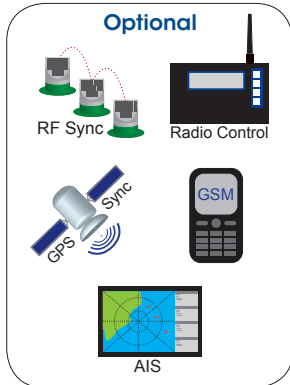 Optional
RF Sync
Radio Control
GPS
Sync
GSM
AIS